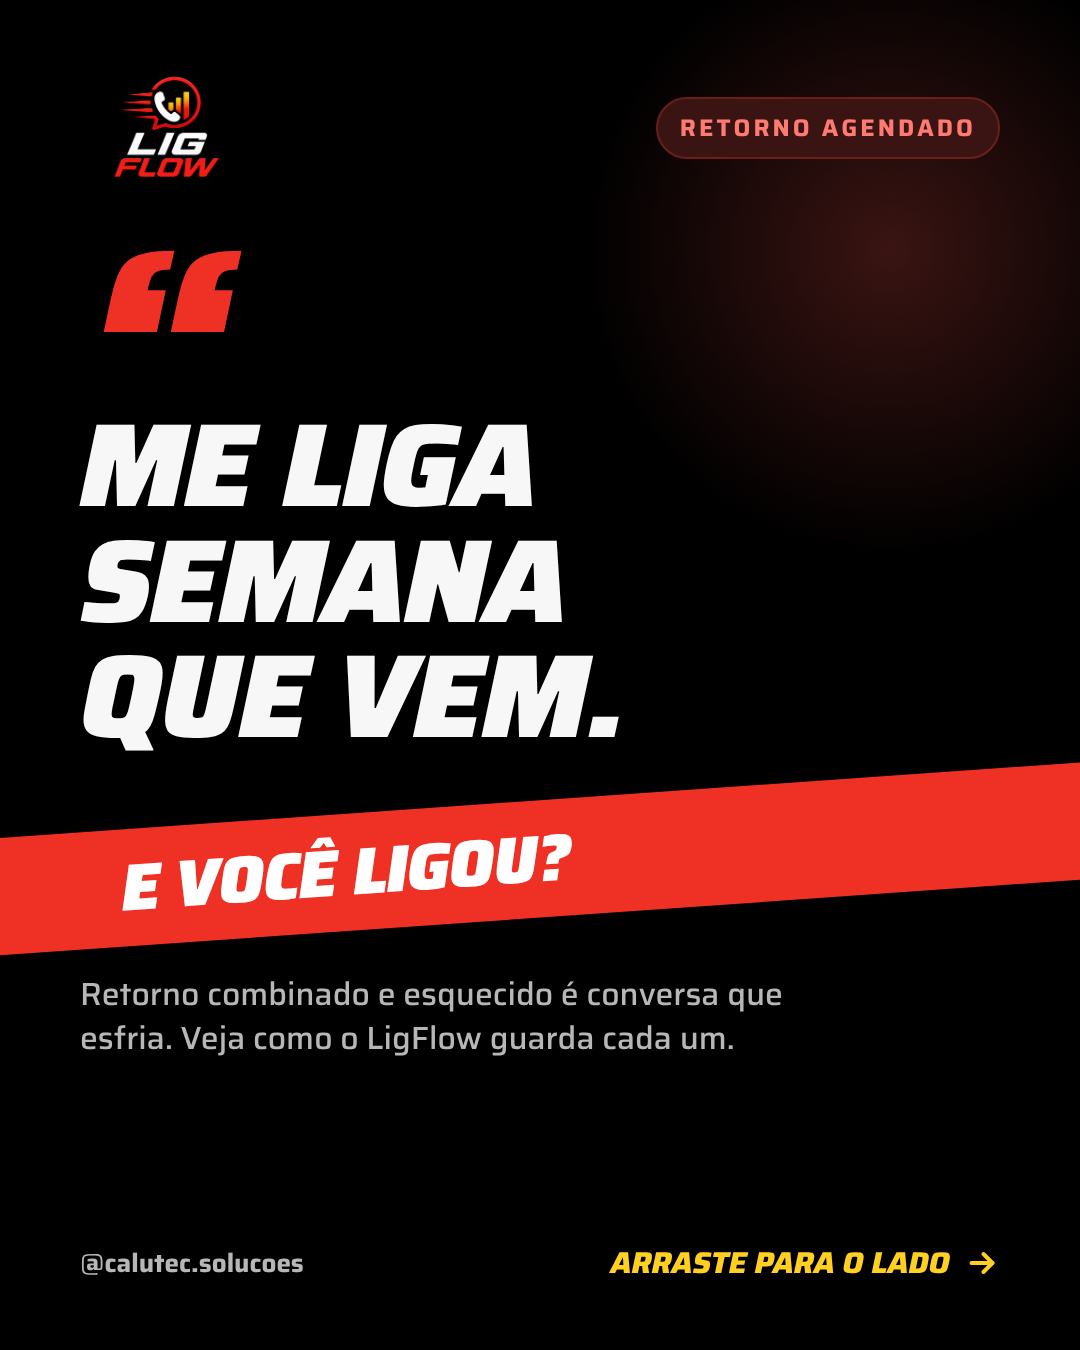 LIG
FLOW
RETORNO AGENDADO
“
ME LIGA
SEMANA
QUE VEM.
E VOCÊ LIGOU?
Retorno combinado e esquecido é conversa que
esfria. Veja como o LigFlow guarda cada um.
@calutec.solucoes
ARRASTE PARA O LADO →